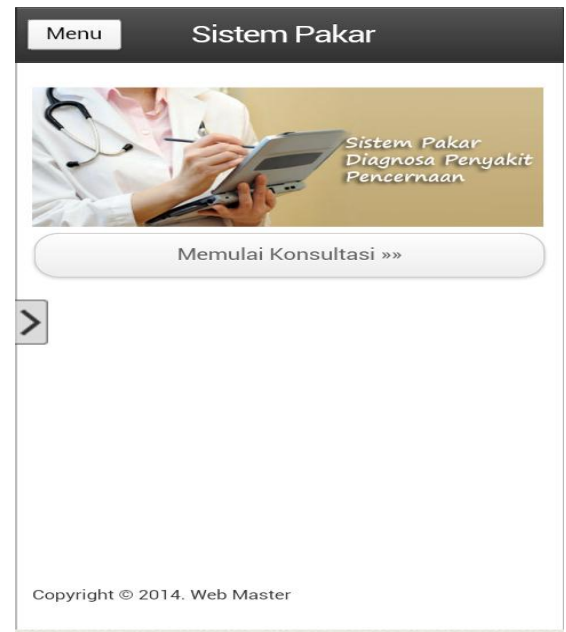 Menu
Sistem Pakar
Sistem Pakar
Diagnosa Penyakit
Pencernaan
Memulai Konsultasi »»
Copyright © 2014. Web Master